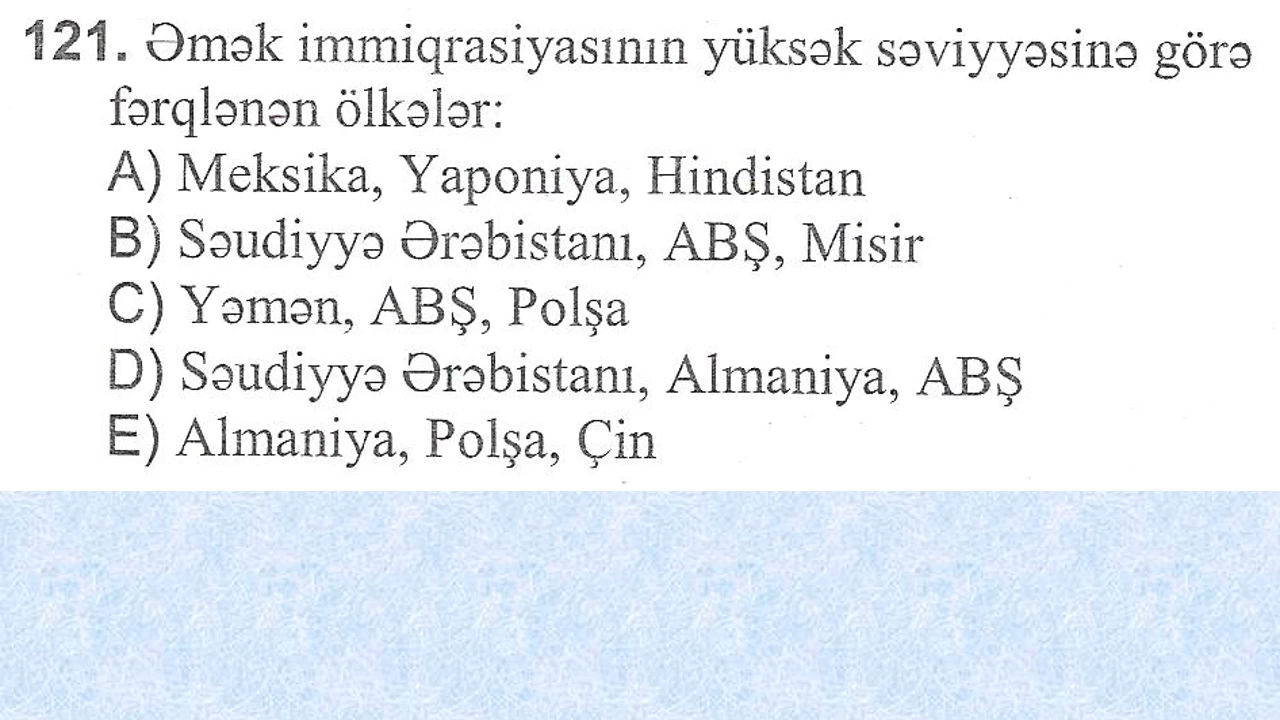 121. Əmək immiqrasiyasının yüksək səviyyəsinə görə
fərqlənən ölkələr:
A) Meksika, Yaponiya, Hindistan
B) Səudiyyə Ərəbistanı, ABŞ, Misir
C) Yəmən, ABŞ, Polşa
D) Səudiyyə Ərəbistanı, Almaniya, ABŞ
E) Almaniya, Polşa, Çin